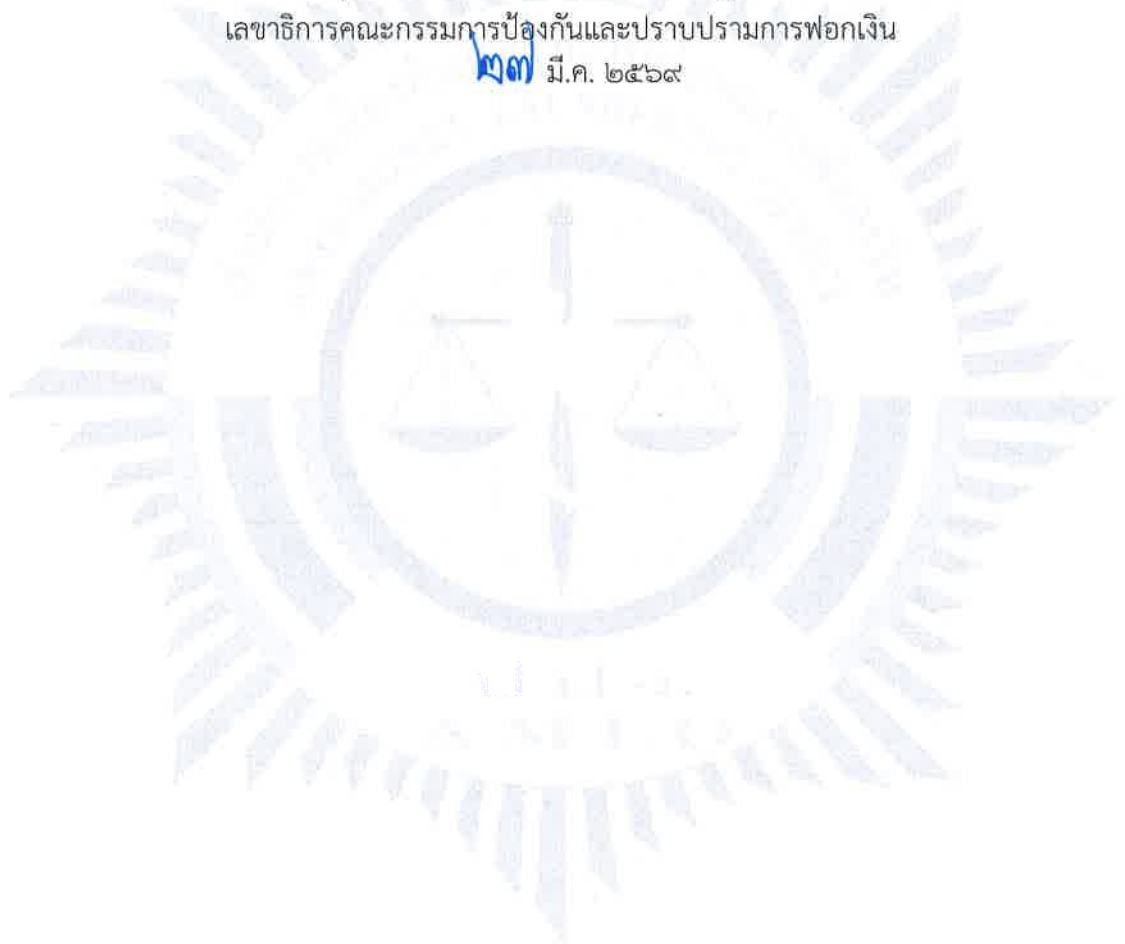 เลขาธิการคณะกรรมการป้องกันและปราบปรามการฟอกเงิน
๒๗ มี.ค. ๒๕๖๙